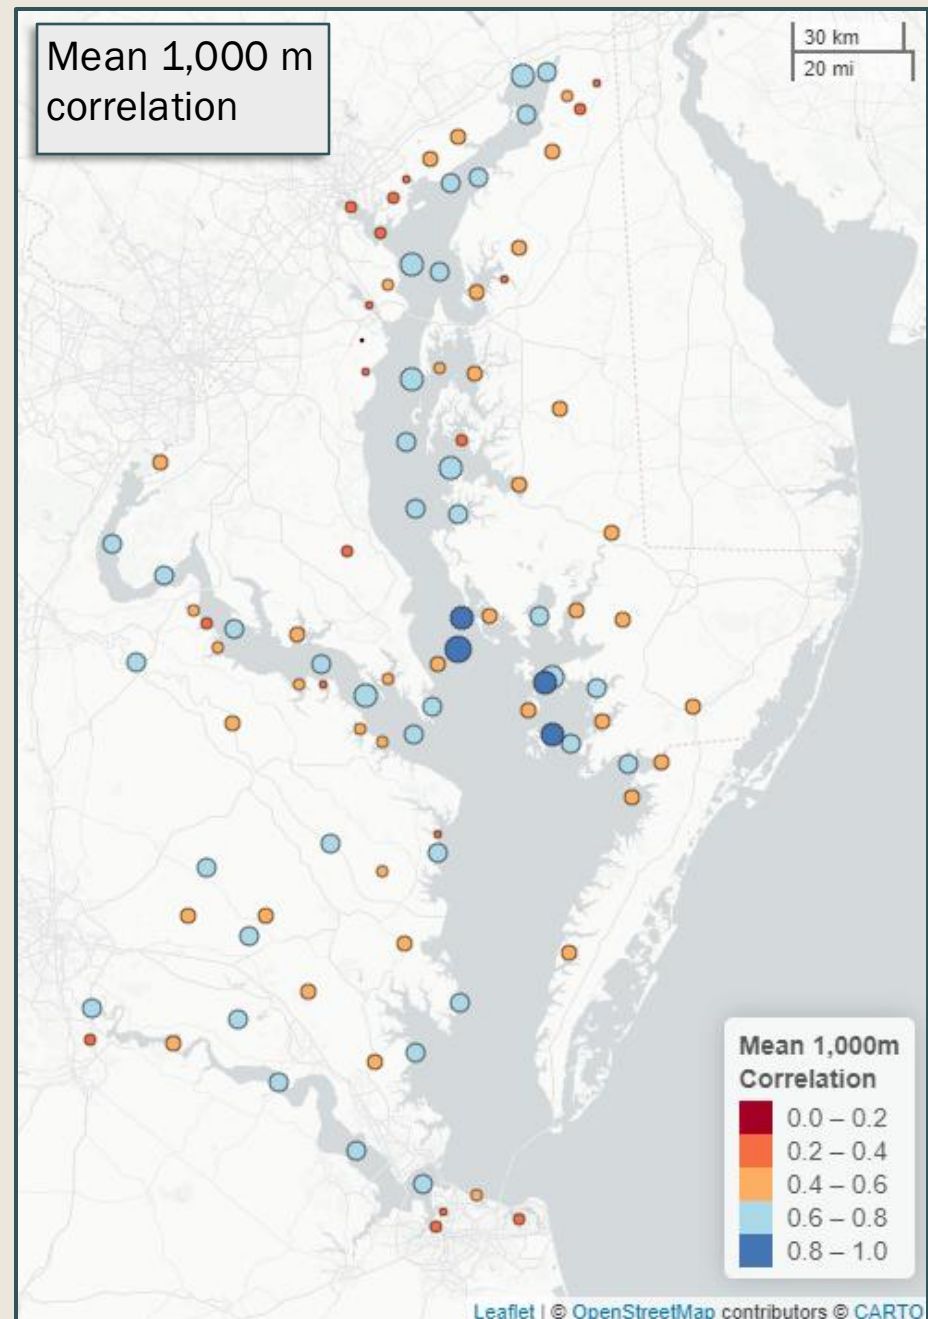 Mean 1,000 m
correlation
30 km
20 mi
Mean 1,000m
Correlation
0.0 – 0.2
0.2 – 0.4
0.4 – 0.6
0.6 – 0.8
0.8 – 1.0
Leaflet | © OpenStreetMap contributors © CARTO